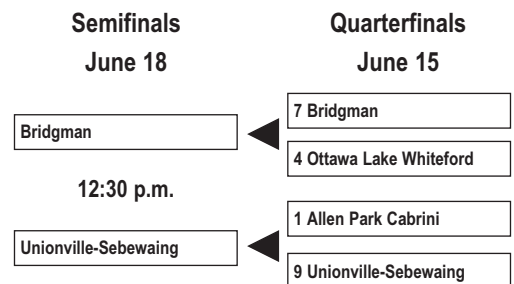 Semifinals
June 18
Quarterfinals
June 15
Bridgman
12:30 p.m.
Unionville-Sebewaing
7 Bridgman
4 Ottawa Lake Whiteford
1 Allen Park Cabrini
9 Unionville-Sebewaing